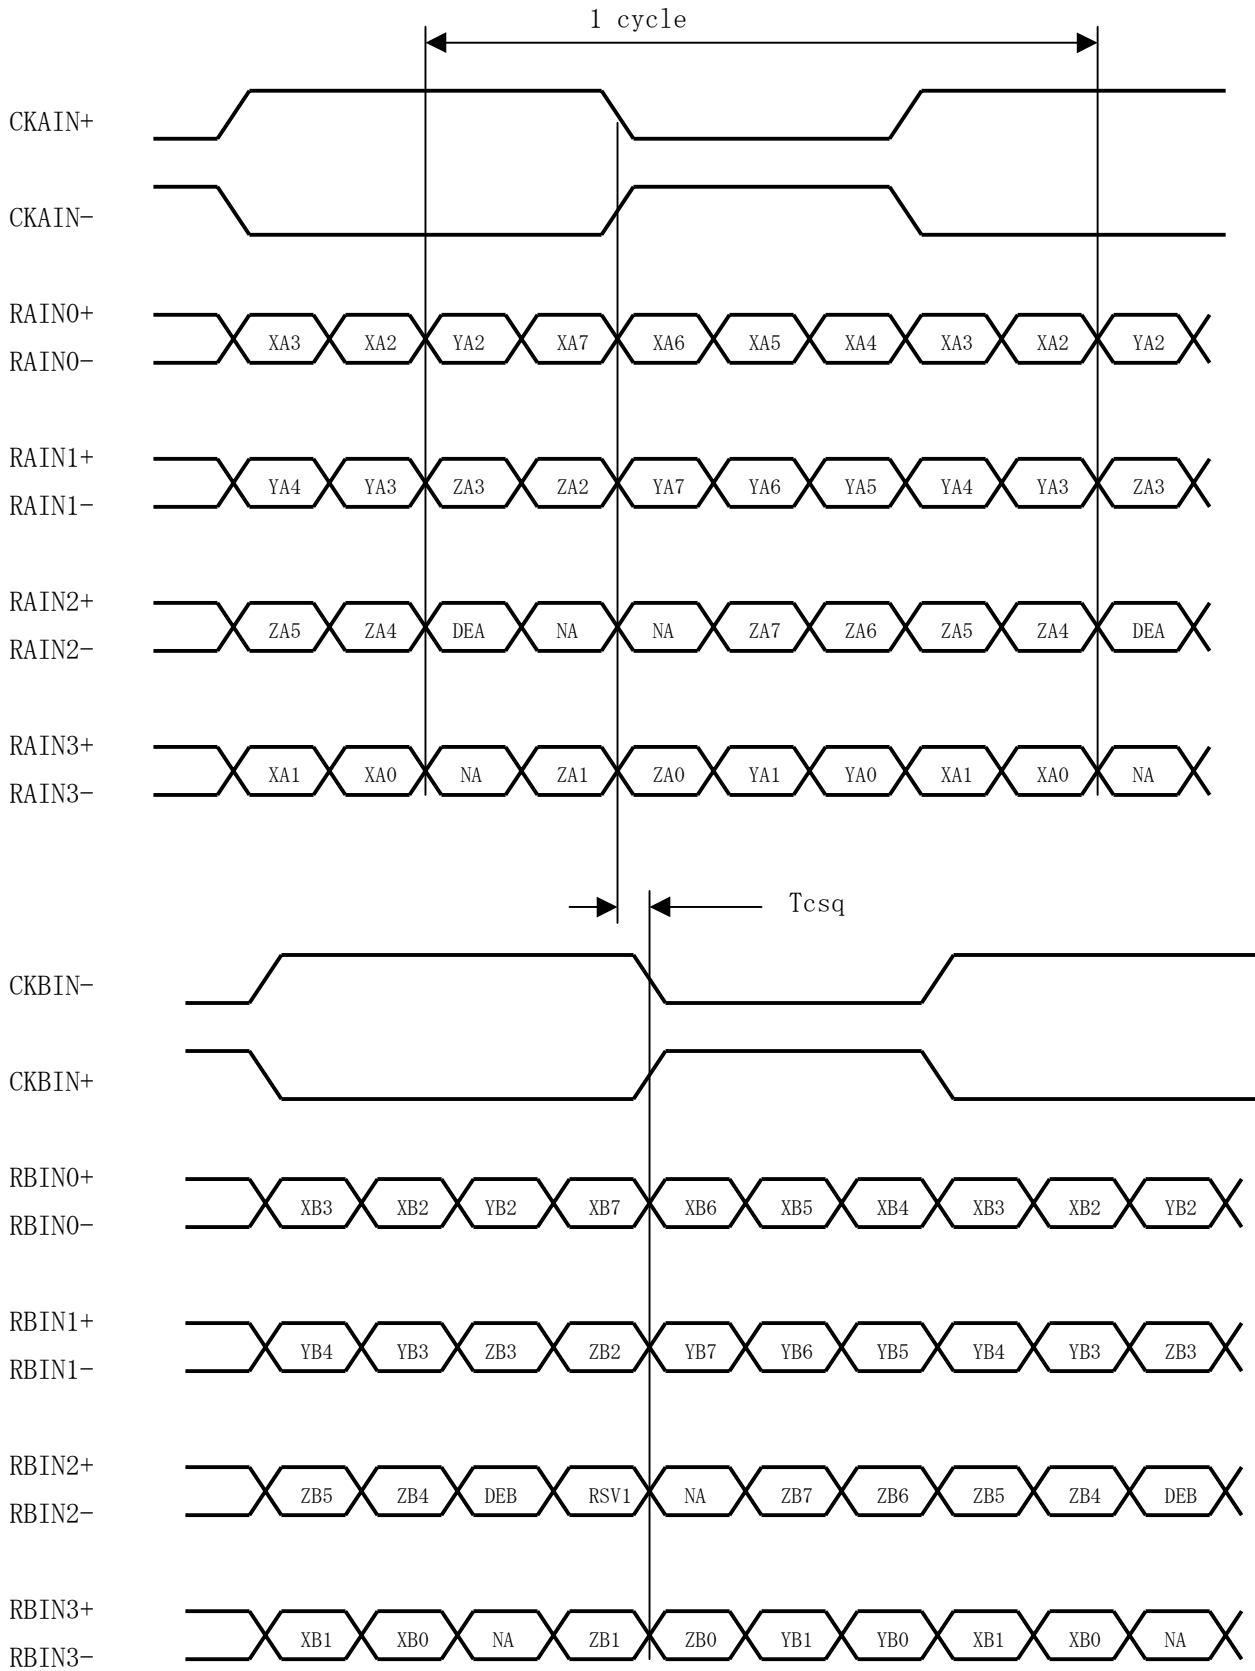 1 cycle
CKAIN+
CKAIN-
RAIN0+
XA3 XA2 YA2 XA7 XA6 XA5 XA4 XA3 XA2 YA2
RAIN0-
RAIN1+
YA4 YA3 ZA3 ZA2 YA7 YA6 YA5 YA4 YA3 ZA3
RAIN1-
RAIN2+
ZA5 ZA4 DEA NA NA ZA7 ZA6 ZA5 ZA4 DEA
RAIN2-
RAIN3+
XA1 XA0 NA ZA1 ZA0 YA1 YA0 XA1 XA0 NA
RAIN3-
Tcsq
CKBIN-
CKBIN+
RBIN0+
XB3 XB2 YB2 XB7 XB6 XB5 XB4 XB3 XB2 YB2
RBIN0-
RBIN1+
YB4 YB3 ZB3 ZB2 YB7 YB6 YB5 YB4 YB3 ZB3
RBIN1-
RBIN2+
ZB5 ZB4 DEB RSV1 NA ZB7 ZB6 ZB5 ZB4 DEB
RBIN2-
RBIN3+
XB1 XB0 NA ZB1 ZB0 YB1 YB0 XB1 XB0 NA
RBIN3-